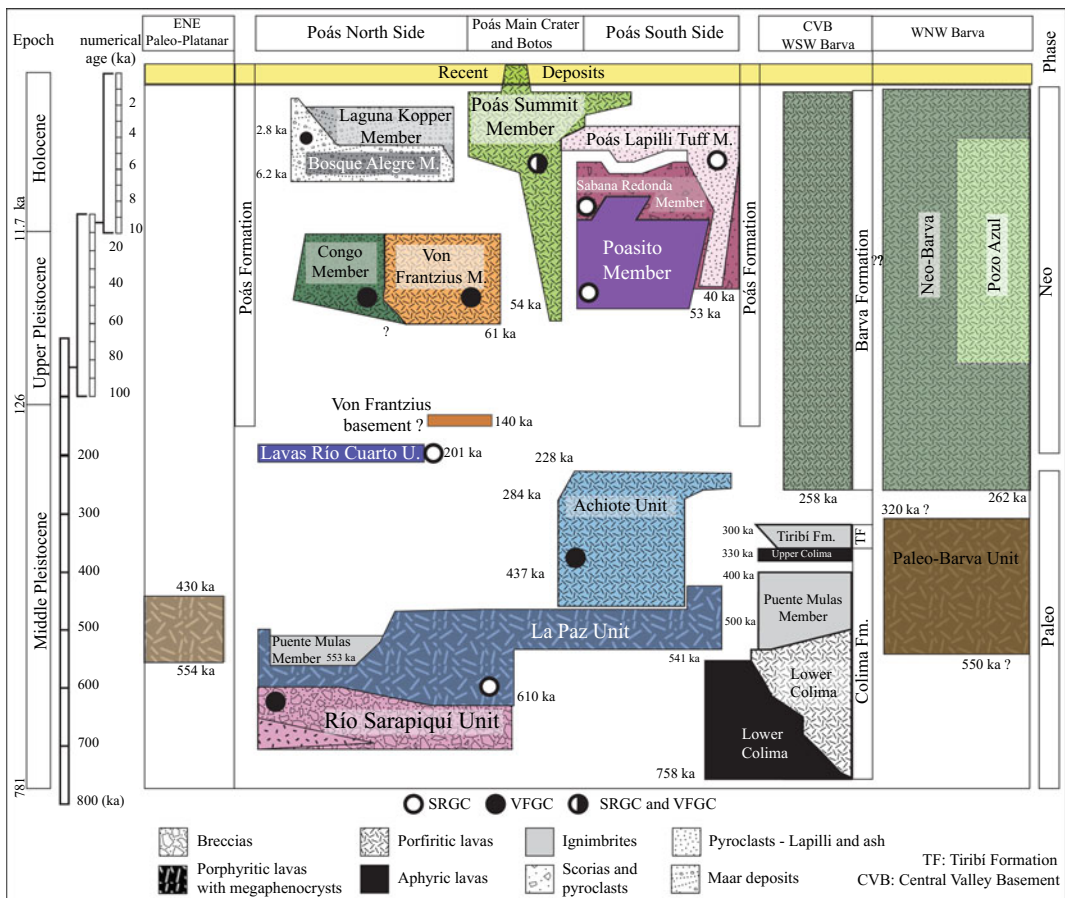 Epoch
numerical
age (ka)
ENE
Paleo-Platanar
Poás North Side
Poás Main Crater
and Botos
Poás South Side
CVB
WSW Barva
WNW Barva
Phase
Recent Deposits
Holocene
11.7 ka
Upper Pleistocene
126
Middle Pleistocene
781
2
4
6
8
10
20
40
60
80
100
200
300
400
500
600
700
800 (ka)
430 ka
554 ka
Poás Formation
Laguna Kopper
Member
2.8 ka
Bosque Alegre M.
6.2 ka
Congo
Member
Von
Frantzius M.
?
61 ka
Poás Summit
Member
54 ka
Poás Lapilli Tuff M.
Sabana Redonda
Member
Poasito
Member
40 ka
53 ka
Poás Formation
Von Frantzius
basement ?
140 ka
Lavas Río Cuarto U.
201 ka
228 ka
284 ka
Achiote Unit
437 ka
La Paz Unit
Puente Mulas
Member 553 ka
541 ka
610 ka
Río Sarapiquí Unit
Barva Formation
258 ka
300 ka
Tiribí Fm.
TF
330 ka
Upper Colima
400 ka
Puente Mulas
Member
500 ka
Lower
Colima
Lower
Colima
Colima Fm.
758 ka
??
Neo-Barva
Pozo Azul
262 ka
320 ka ?
Paleo-Barva Unit
550 ka ?
Neo
Paleo
SRGC
VFGC
SRGC and VFGC
Breccias
Porfiritic lavas
Ignimbrites
Pyroclasts - Lapilli and ash
Porphyritic lavas
with megaphenocrysts
Aphyric lavas
Scorias and
pyroclasts
Maar deposits
TF: Tiribí Formation
CVB: Central Valley Basement